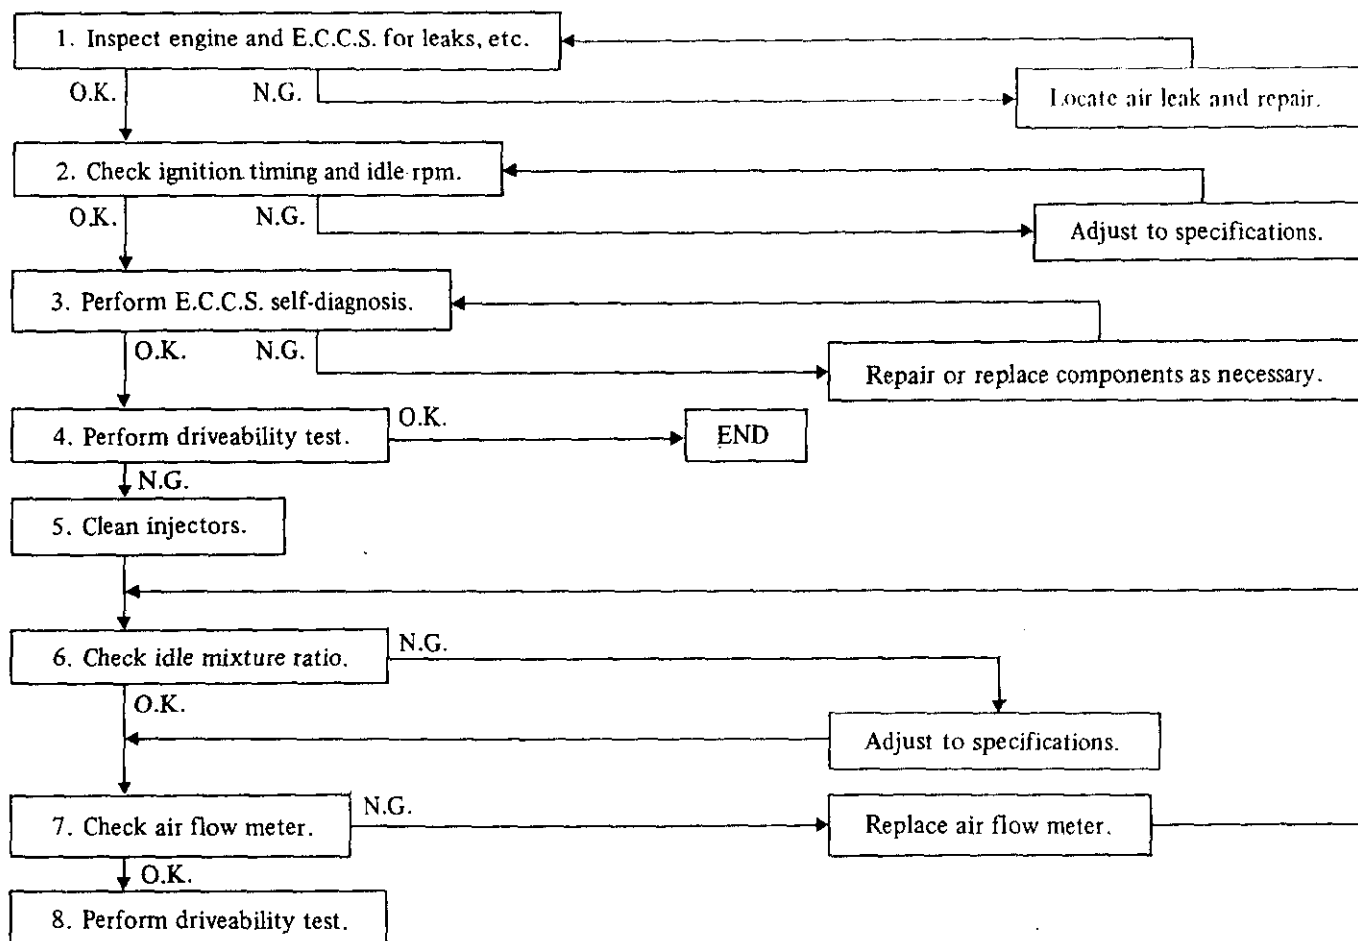 1. Inspect engine and E.C.C.S. for leaks, etc.
O.K.
N.G.
Locate air leak and repair.
2. Check ignition timing and idle rpm.
O.K.
N.G.
Adjust to specifications.
3. Perform E.C.C.S. self-diagnosis.
O.K.
N.G.
Repair or replace components as necessary.
4. Perform driveability test.
O.K.
END
N.G.
5. Clean injectors.
6. Check idle mixture ratio.
N.G.
O.K.
Adjust to specifications.
7. Check air flow meter.
N.G.
Replace air flow meter.
O.K.
8. Perform driveability test.